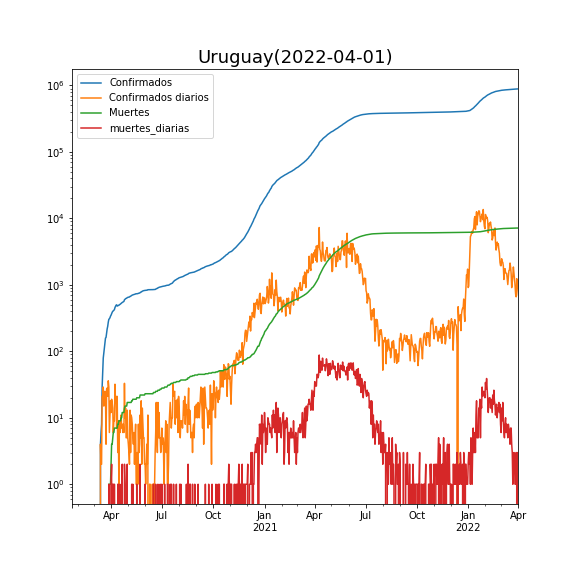 Uruguay(2022-04-01)
Confirmados
Confirmados diarios
Muertes
muertes_diarias
10⁶
10⁵
10⁴
10³
10²
10¹
10⁰
Apr Jul Oct Jan Apr Jul Oct Jan Apr
2021 2022